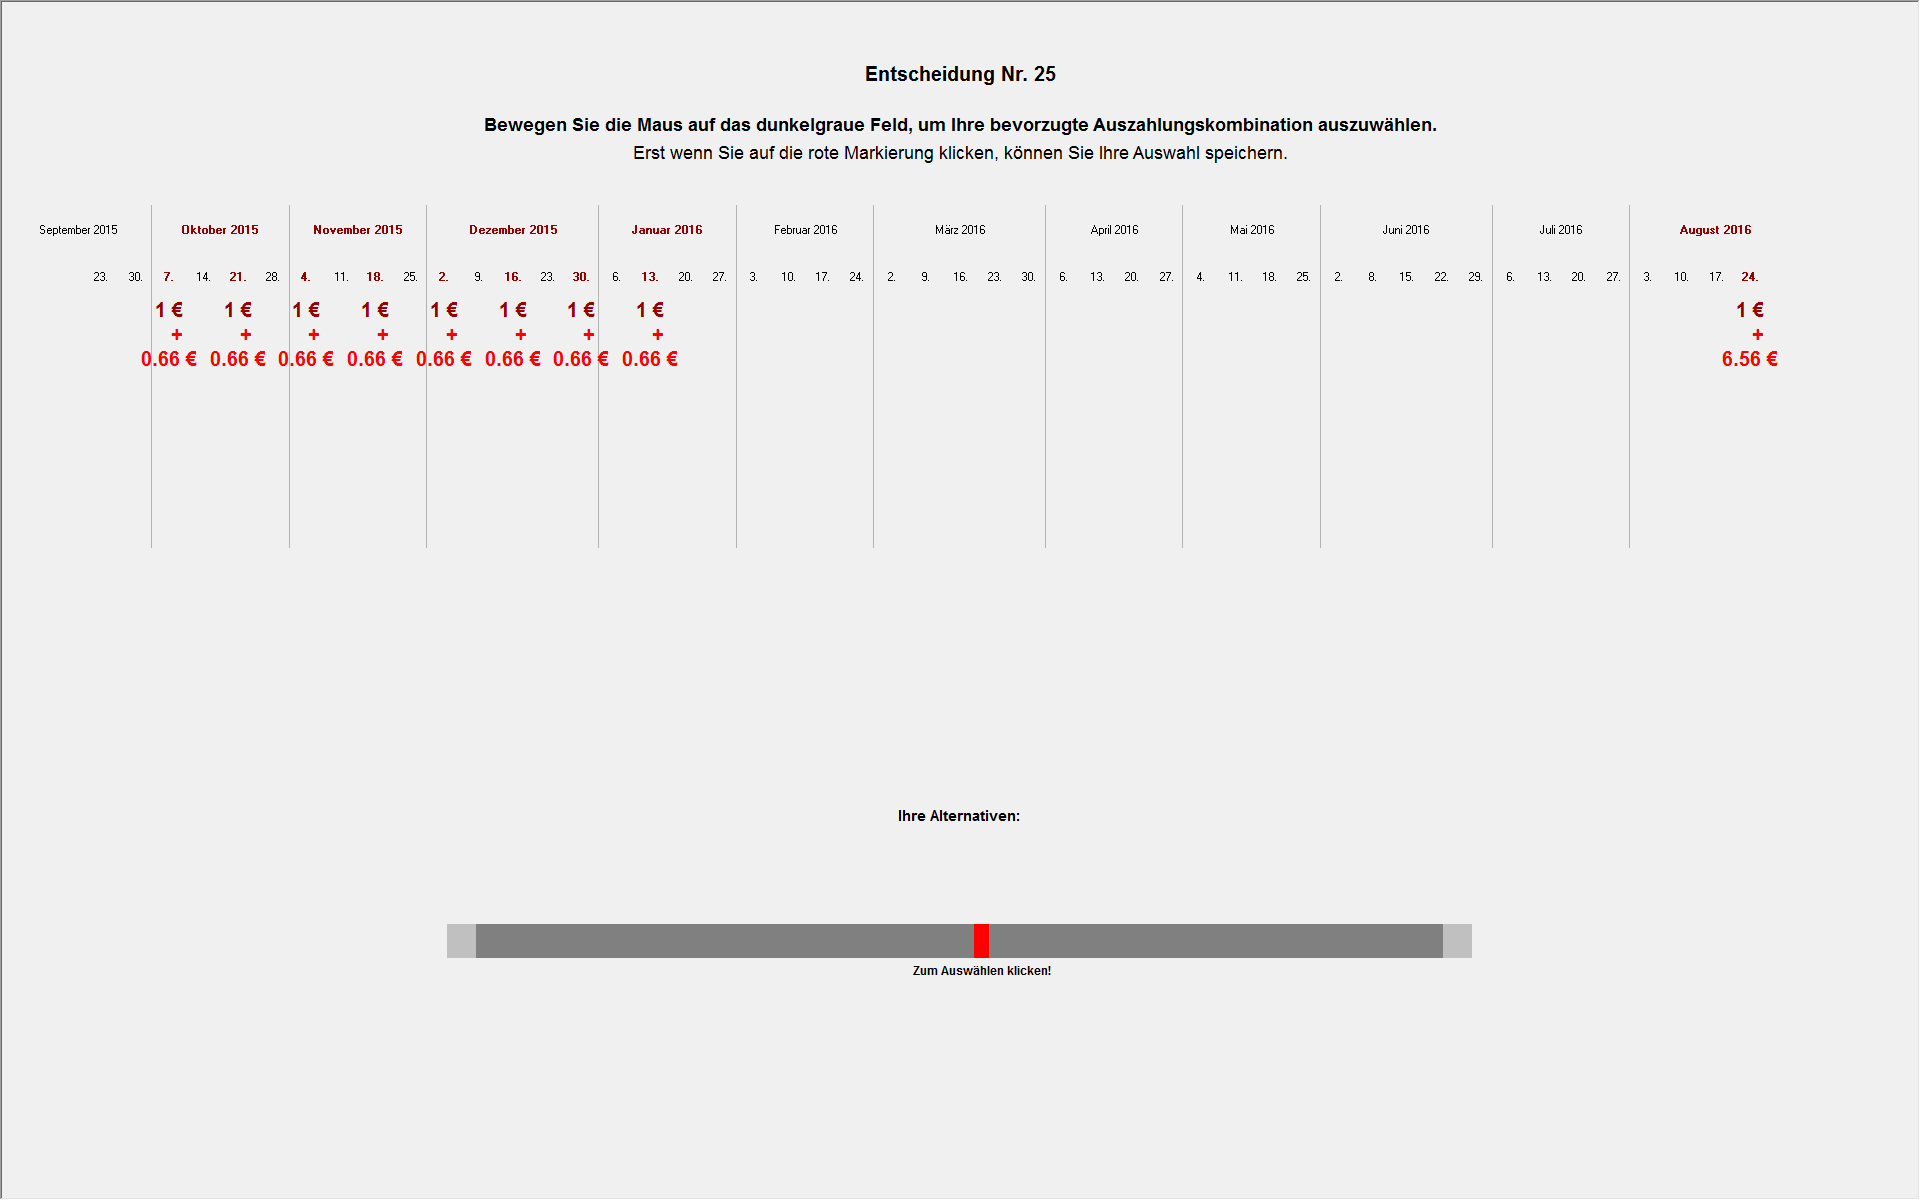 Entscheidung Nr. 25
Bewegen Sie die Maus auf das dunkelgraue Feld, um Ihre bevorzugte Auszahlungskombination auszuwählen.
Erst wenn Sie auf die rote Markierung klicken, können Sie Ihre Auswahl speichern.
September 2015 Oktober 2015 November 2015 Dezember 2015 Januar 2016 Februar 2016 März 2016 April 2016 Mai 2016 Juni 2016 Juli 2016 August 2016
23. 30. 7. 14. 21. 28. 4. 11. 18. 25. 2. 9. 16. 23. 30. 6. 13. 20. 27. 3. 10. 17. 24. 2. 9. 16. 23. 30. 6. 13. 20. 27. 4. 11. 18. 25. 2. 8. 15. 22. 29. 6. 13. 20. 27. 3. 10. 17. 24.
1 € 1 € 1 € 1 € 1 € 1 € 1 € 1 € 1 €
+ + + + + + + + +
0.66 € 0.66 € 0.66 € 0.66 € 0.66 € 0.66 € 0.66 € 0.66 € 6.56 €
Ihre Alternativen:
Zum Auswählen klicken!